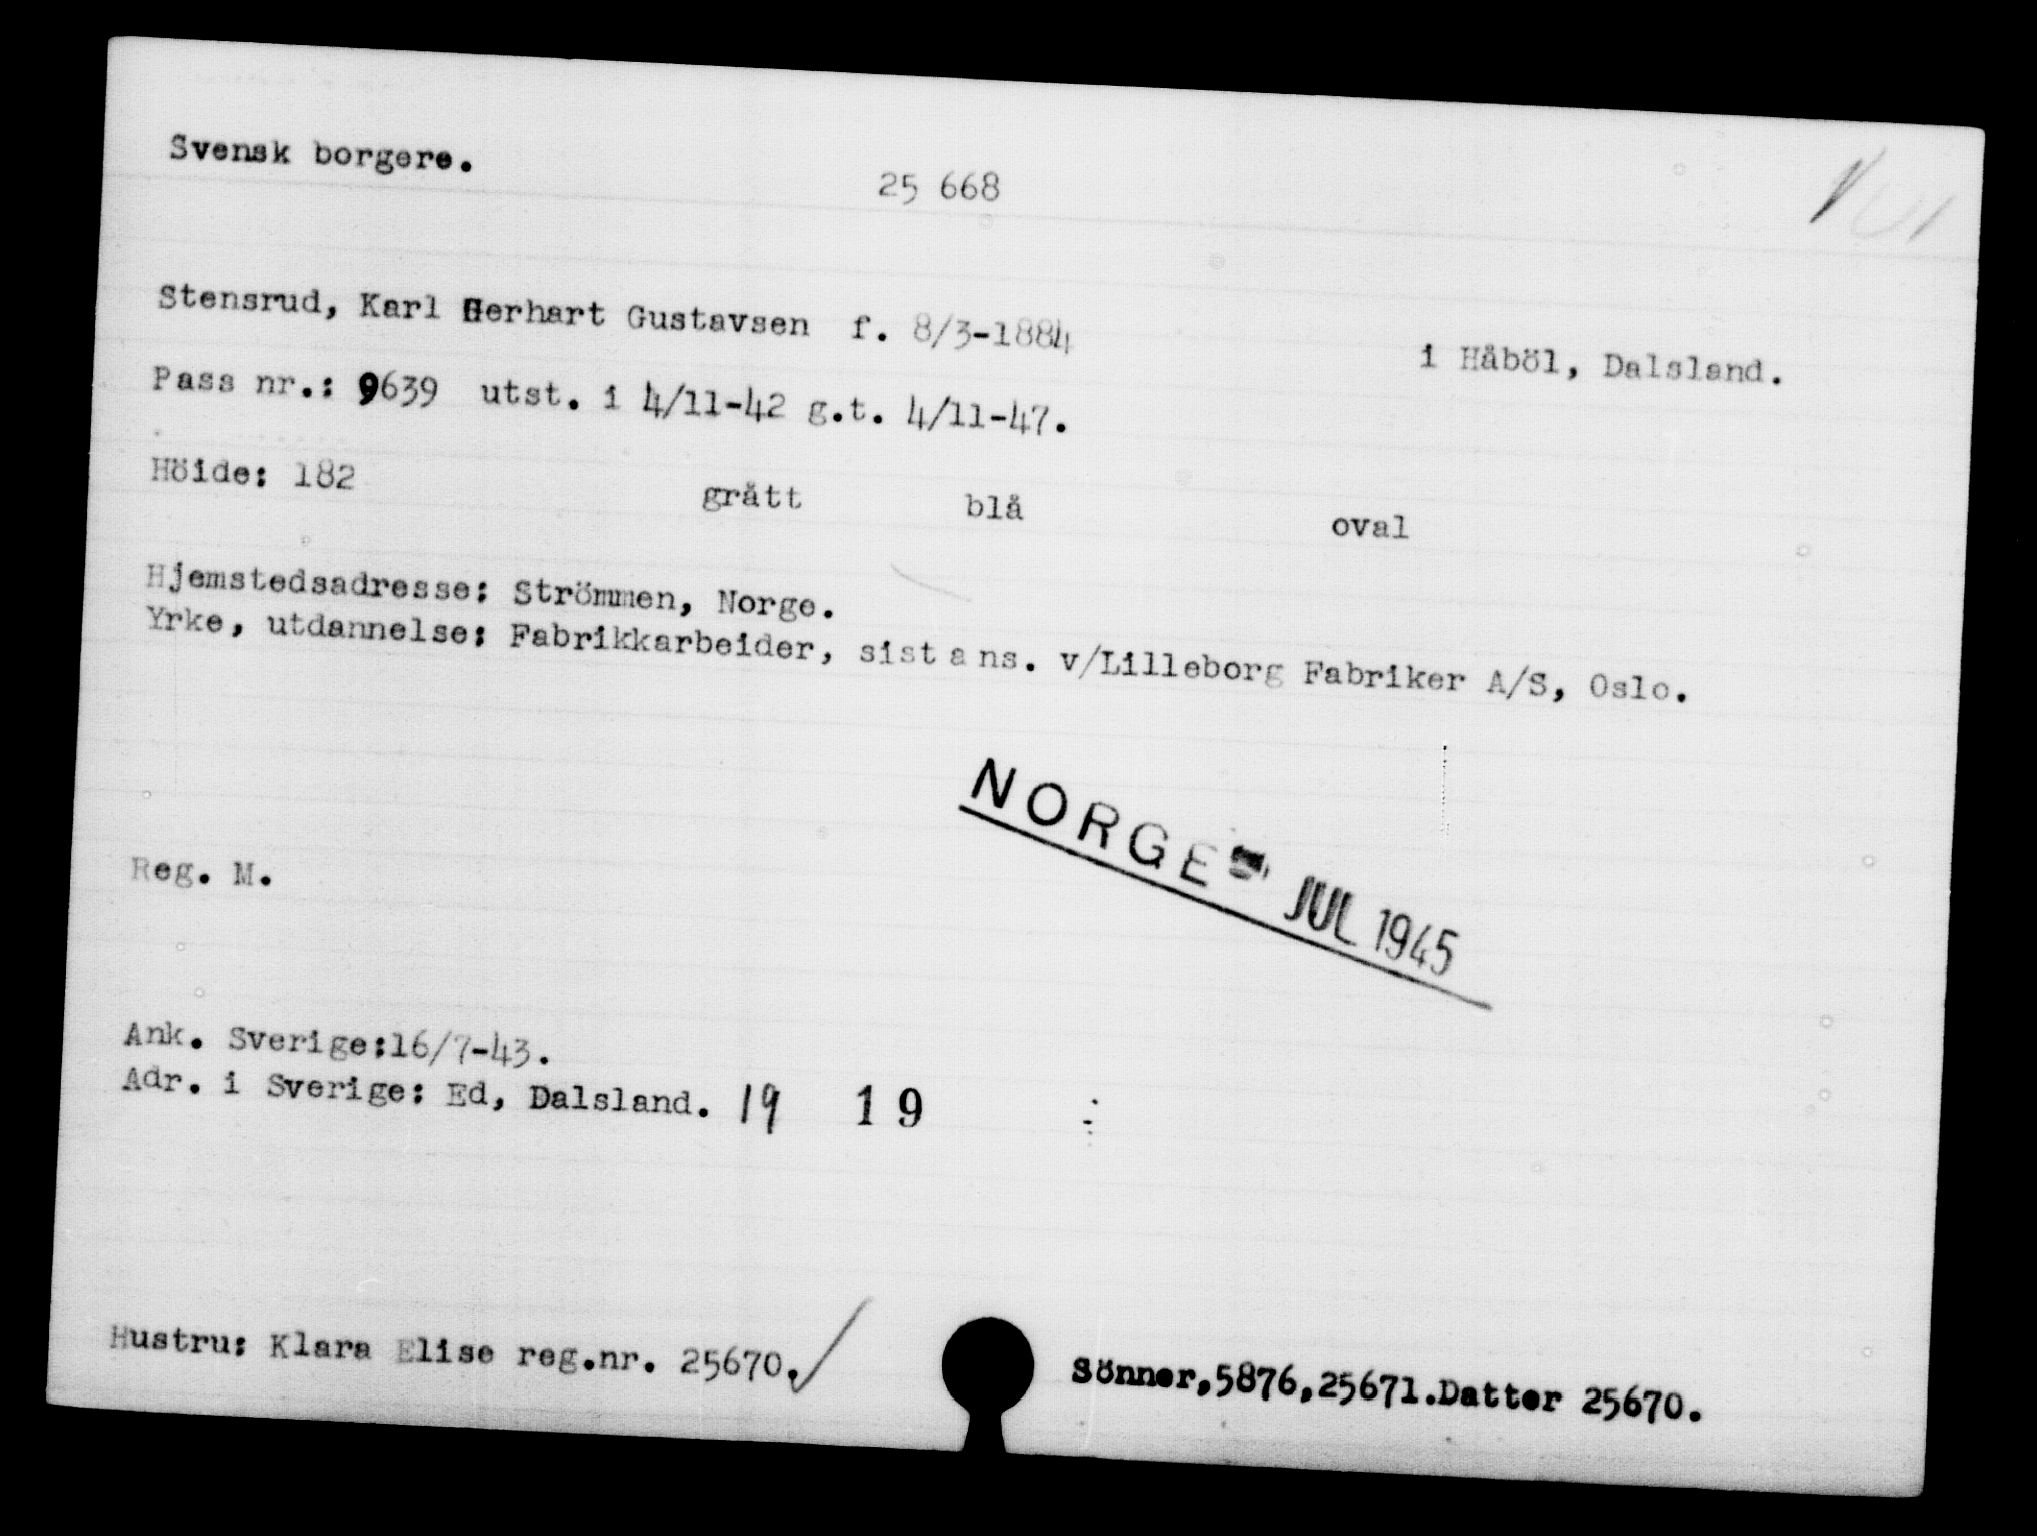 Svensk borgere.
25 668
Stensrud, Karl Gerhart Gustavsen f. 8/3-1884 i Håböl, Dalsland.
Pass nr.: 9639 utst. i 4/11-42 g.t. 4/11-47.
Höide: 182 grått blå oval
Hjemstedsadresse: Strömmen, Norge.
Yrke, utdannelse: Fabrikkarbeider, sist ans. v/Lilleborg Fabriker A/S, Oslo.
NORGE JUL 1945
Reg. M.
Ank. Sverige:16/7-43.
Adr. i Sverige: Ed, Dalsland. 19 19
Hustru: Klara Elise reg.nr. 25670.
Sönner,5876,25671.Datter 25670.